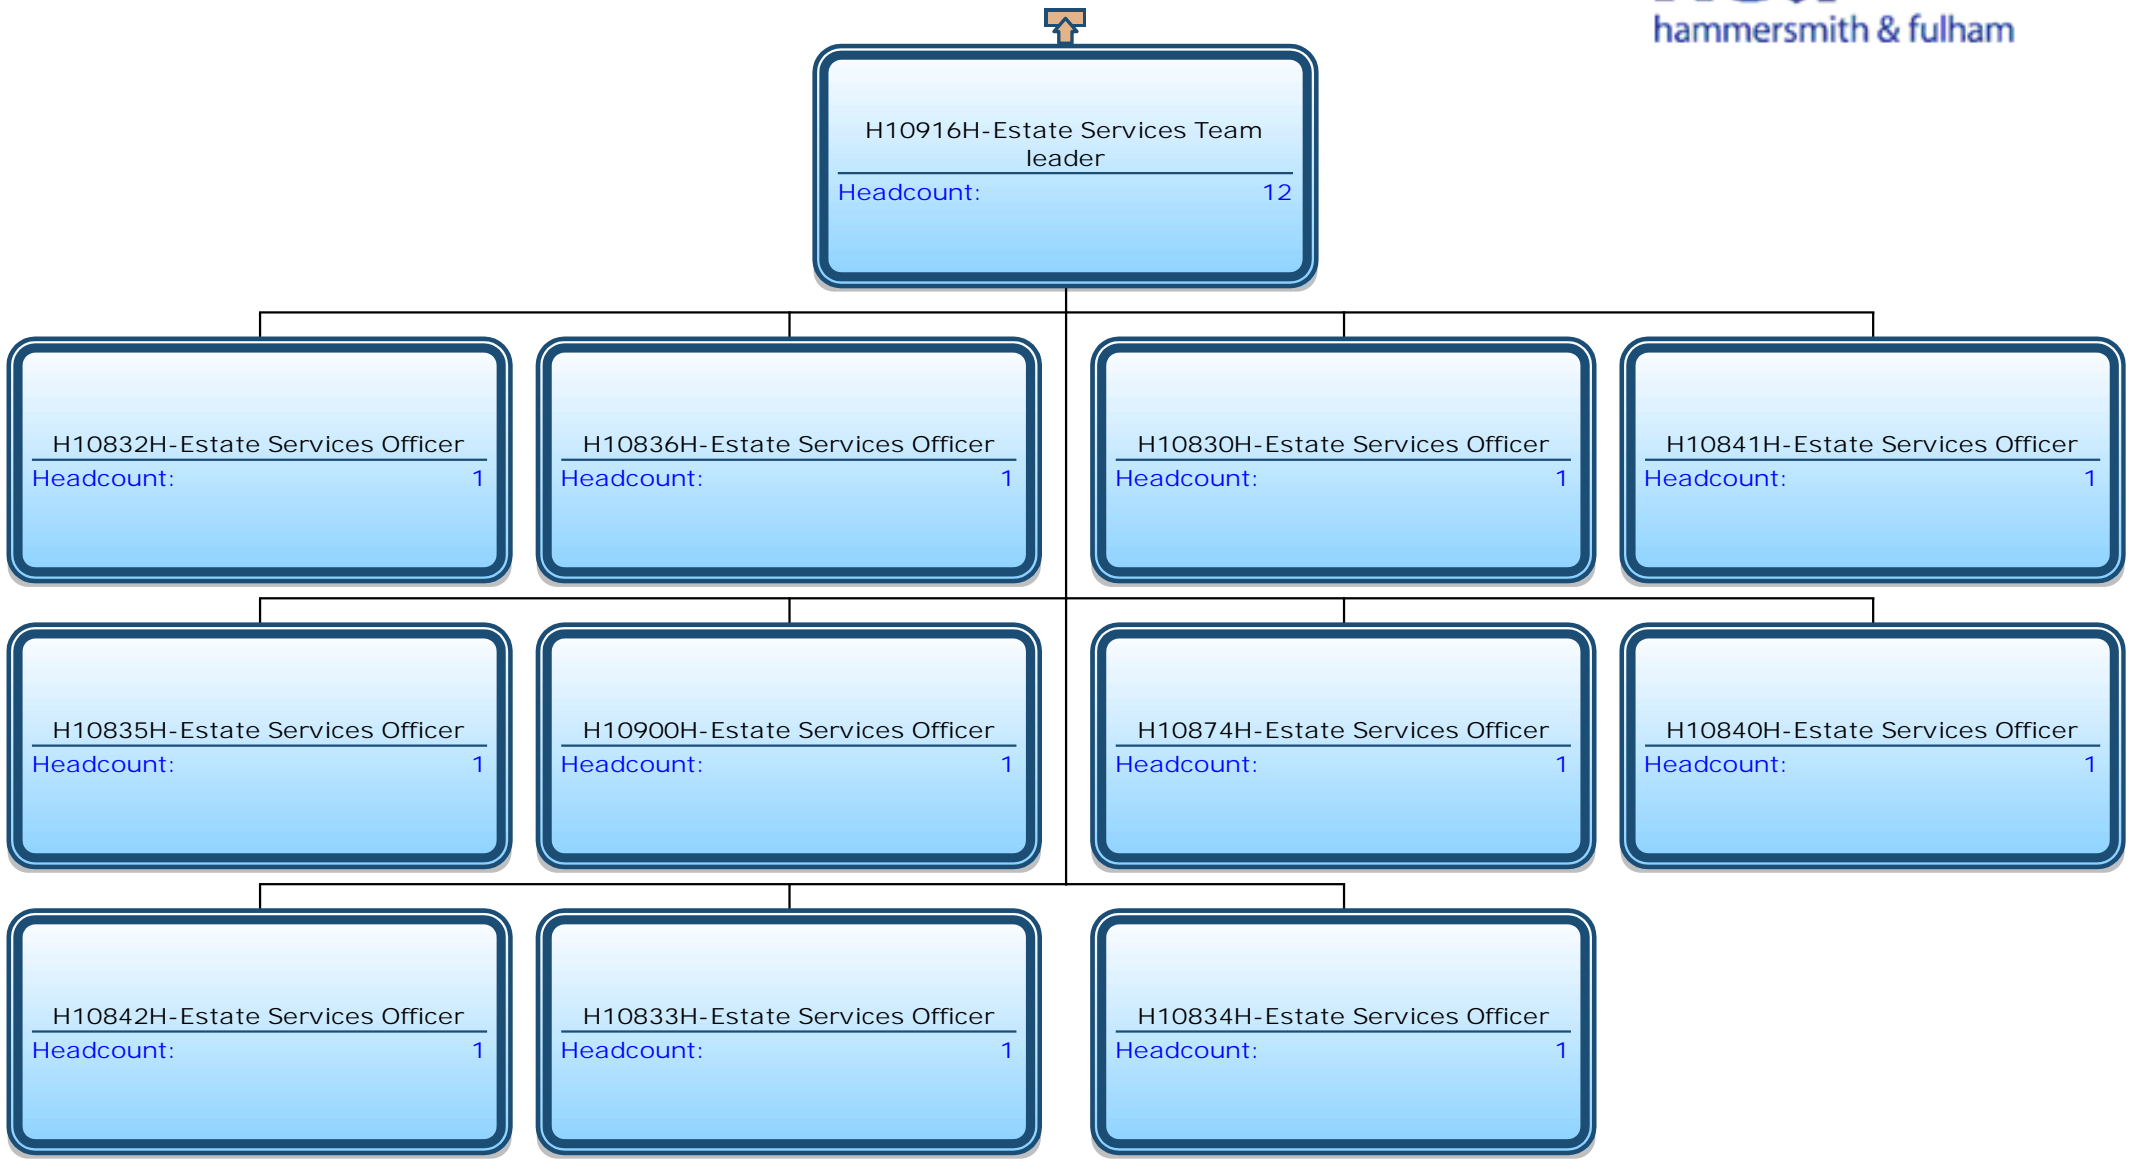 hammersmith & fulham
H10916H-Estate Services Team
leader
Headcount: 12
H10832H-Estate Services Officer
Headcount: 1
H10836H-Estate Services Officer
Headcount: 1
H10830H-Estate Services Officer
Headcount: 1
H10841H-Estate Services Officer
Headcount: 1
H10835H-Estate Services Officer
Headcount: 1
H10900H-Estate Services Officer
Headcount: 1
H10874H-Estate Services Officer
Headcount: 1
H10840H-Estate Services Officer
Headcount: 1
H10842H-Estate Services Officer
Headcount: 1
H10833H-Estate Services Officer
Headcount: 1
H10834H-Estate Services Officer
Headcount: 1